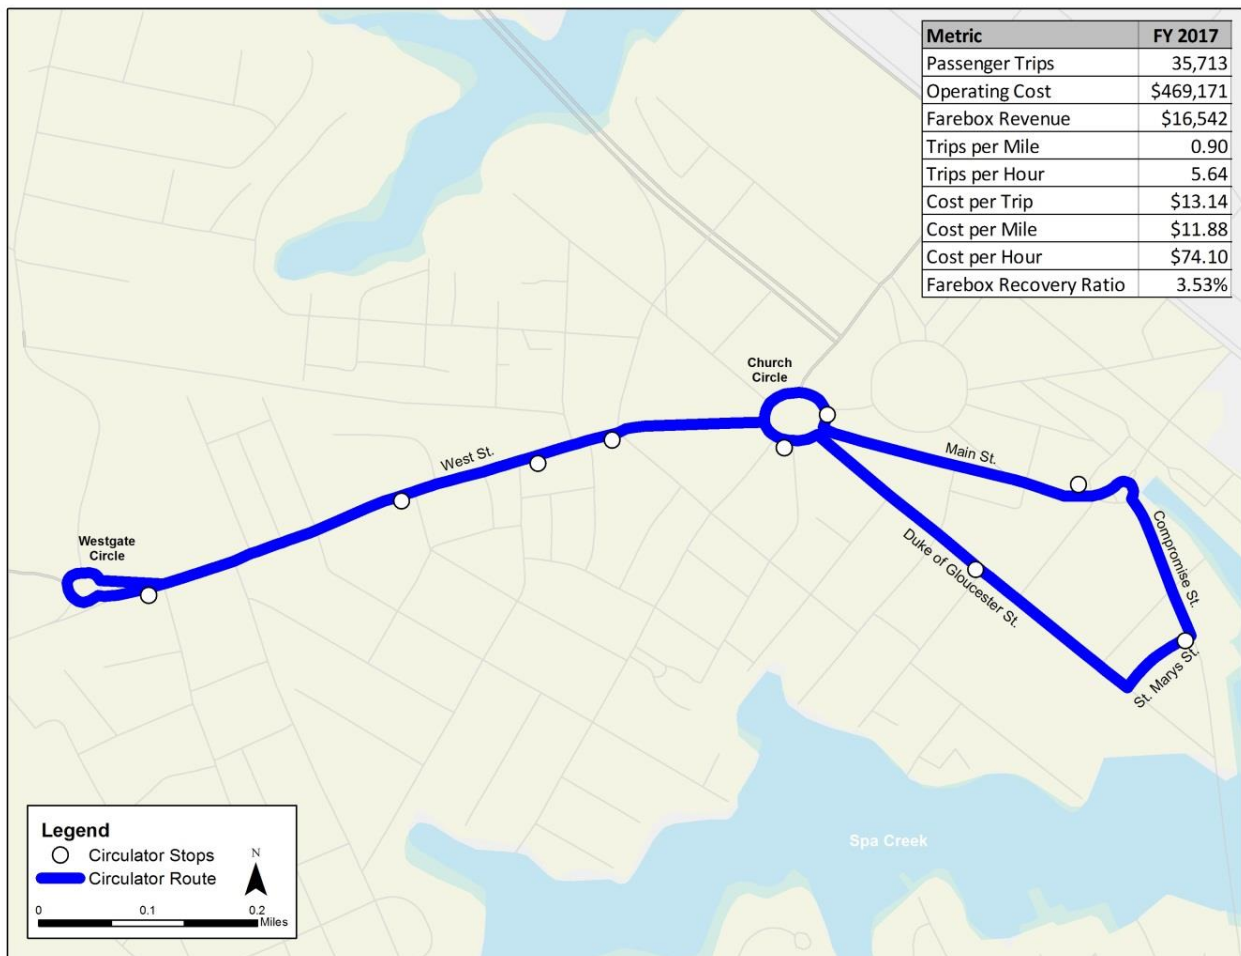 Metric FY 2017
Passenger Trips 35,713
Operating Cost $469,171
Farebox Revenue $16,542
Trips per Mile 0.90
Trips per Hour 5.64
Cost per Trip $13.14
Cost per Mile $11.88
Cost per Hour $74.10
Farebox Recovery Ratio 3.53%
Church
Circle
West St.
Main St.
Westgate
Circle
Duke of Gloucester St.
Compromise St.
St. Marys St.
Spa Creek
Legend
Circulator Stops
Circulator Route
N
0 0.1 0.2
Miles